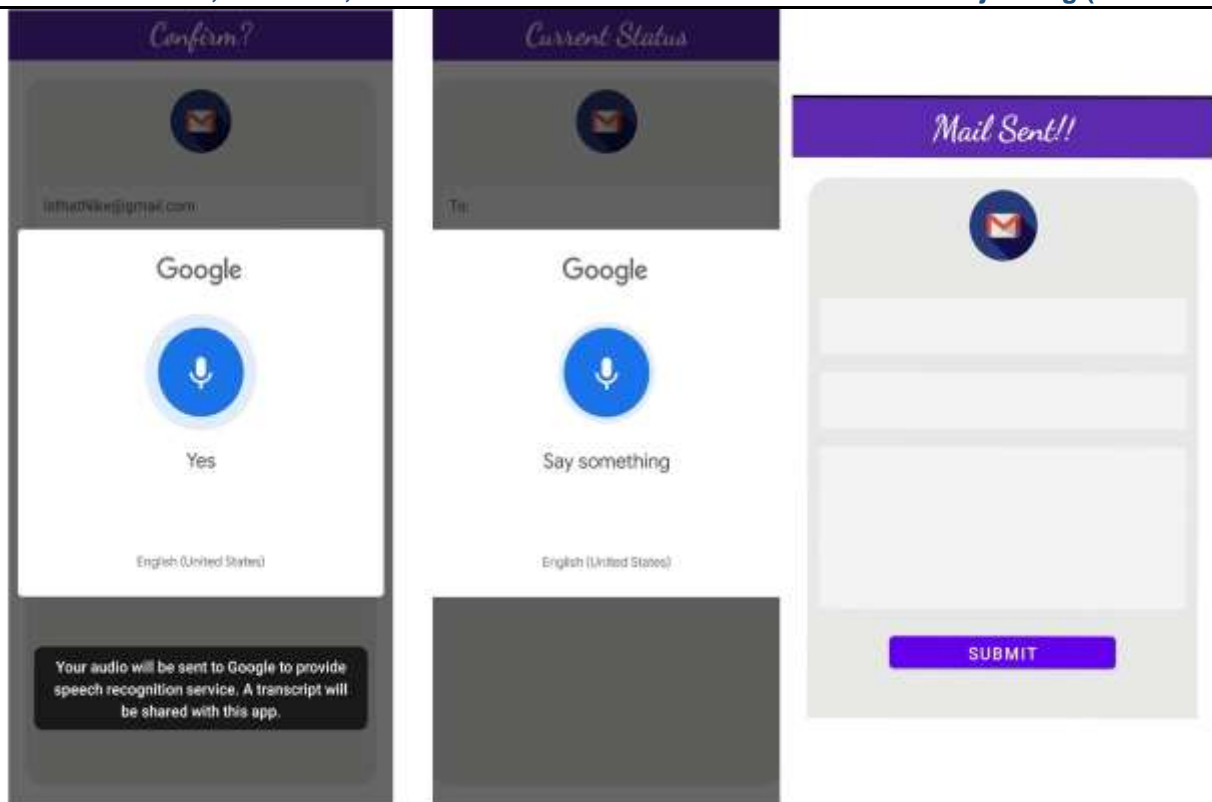 Confirm?
Google
Yes
English (United States)
Your audio will be sent to Google to provide
speech recognition service. A transcript will
be shared with this app.
Current Status
To:
Google
Say something
English (United States)
Mail Sent!!
SUBMIT